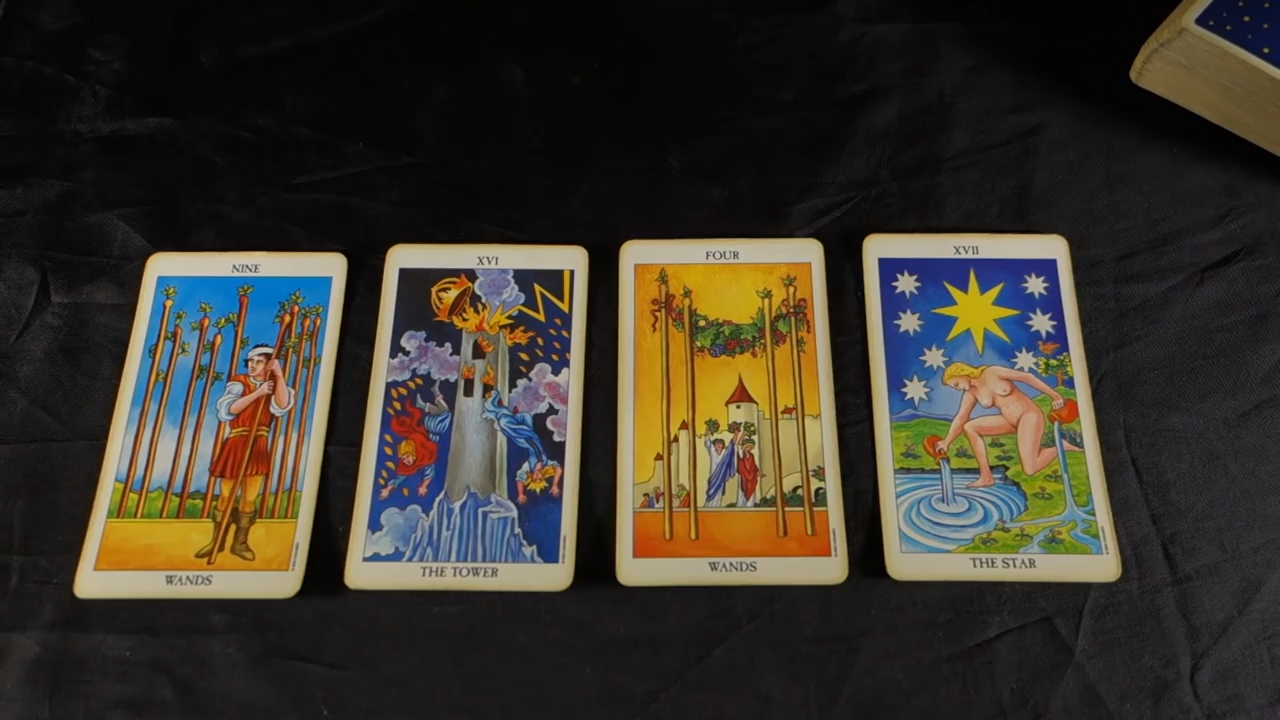 NINE
WANDS
XVI
THE TOWER
FOUR
WANDS
XVII
THE STAR